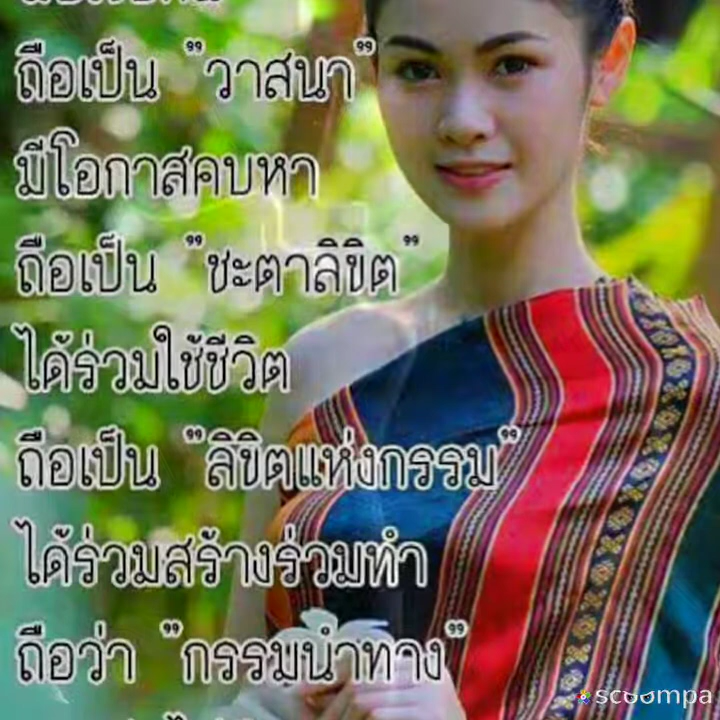 ถือเป็น "วาสนา"
มีโอกาสคบหา
ถือเป็น "ชะตาลิขิต"
ได้ร่วมใช้ชีวิต
ถือเป็น "ลิขิตแห่งกรรม"
ได้ร่วมสร้างร่วมทำ
ถือว่า "กรรมนำทาง"
scoompa